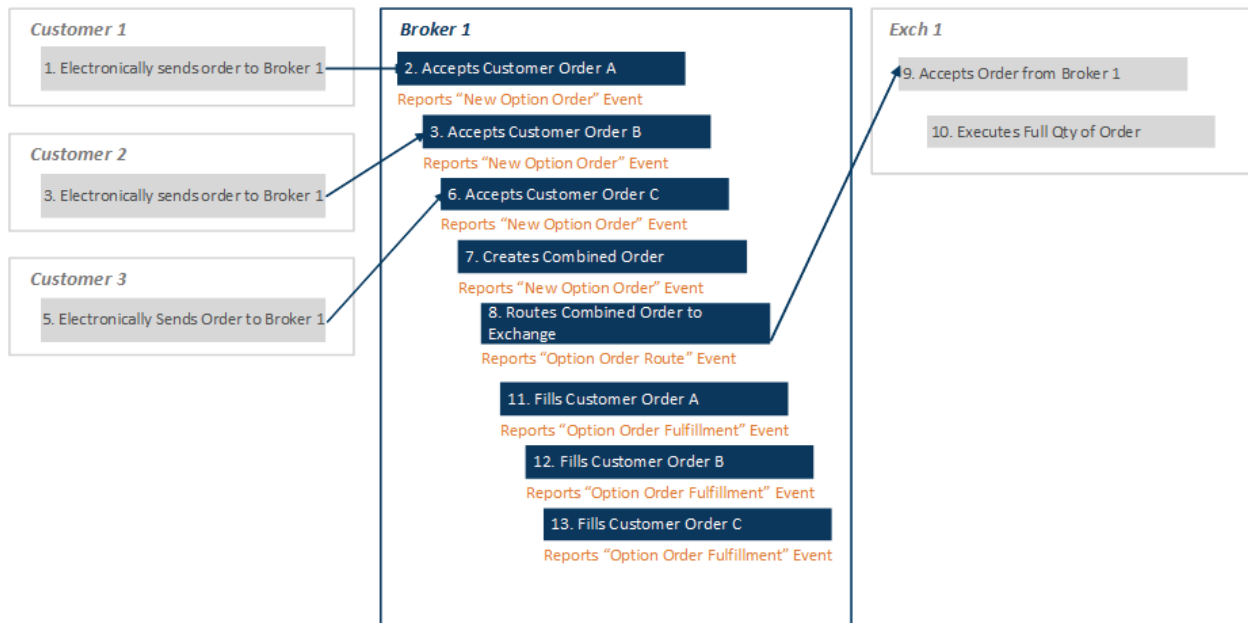 Customer 1
1. Electronically sends order to Broker 1
Customer 2
3. Electronically sends order to Broker 1
Customer 3
5. Electronically Sends Order to Broker 1
Broker 1
2. Accepts Customer Order A
Reports “New Option Order” Event
3. Accepts Customer Order B
Reports “New Option Order” Event
6. Accepts Customer Order C
Reports “New Option Order” Event
7. Creates Combined Order
Reports “New Option Order” Event
8. Routes Combined Order to
Exchange
Reports “Option Order Route” Event
11. Fills Customer Order A
Reports “Option Order Fulfillment” Event
12. Fills Customer Order B
Reports “Option Order Fulfillment” Event
13. Fills Customer Order C
Reports “Option Order Fulfillment” Event
Exch 1
9. Accepts Order from Broker 1
10. Executes Full Qty of Order